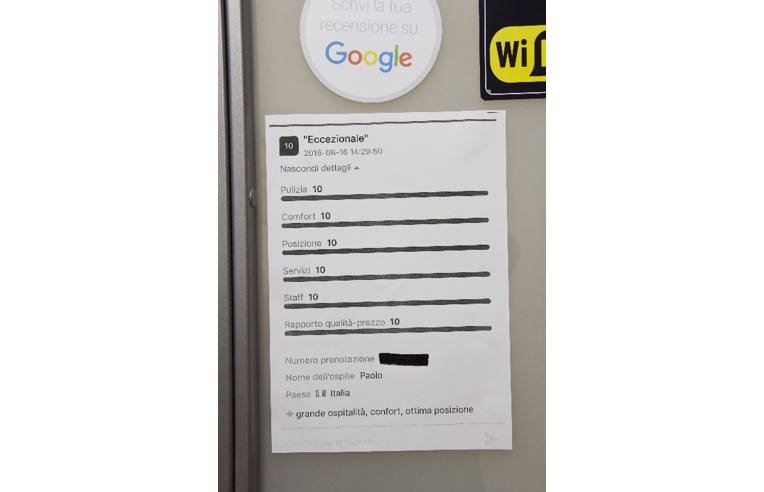 Scrivi la tua
recensione su
Google
Wi
10 "Eccezionale"
2016-08-16 14:29:50
Nascondi dettagli
Pulizia 10
Comfort 10
Posizione 10
Servizi 10
Staff 10
Rapporto qualità-prezzo 10
Numero prenotazione
Nome dell'ospite Paolo
Paese Italia
+ grande ospitalità, confort, ottima posizione